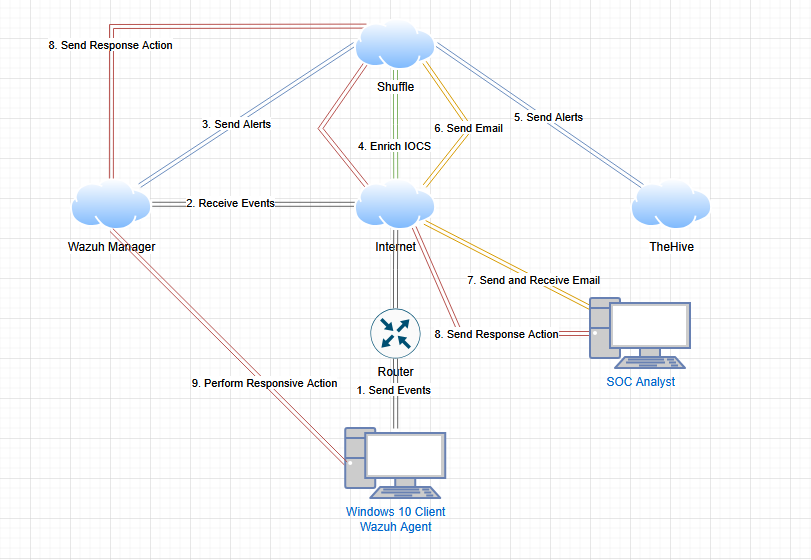 8. Send Response Action
Shuffle
3. Send Alerts
5. Send Alerts
6. Send Email
4. Enrich IOCS
2. Receive Events
Wazuh Manager
Internet
TheHive
7. Send and Receive Email
8. Send Response Action
Router
SOC Analyst
9. Perform Responsive Action
1. Send Events
Windows 10 Client
Wazuh Agent